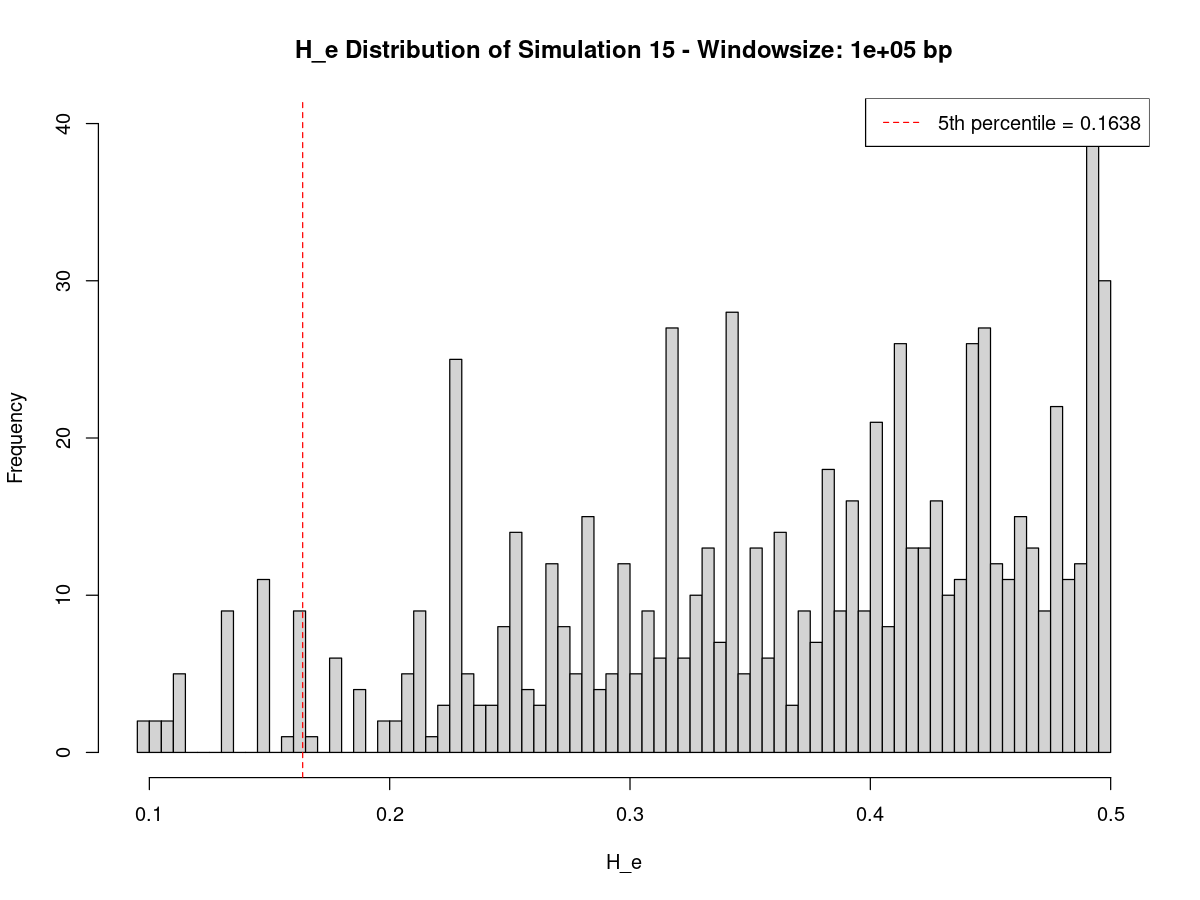 H_e Distribution of Simulation 15 - Windowsize: 1e+05 bp
5th percentile = 0.1638
40
30
20
10
0
Frequency
0.1 0.2 0.3 0.4 0.5
H_e